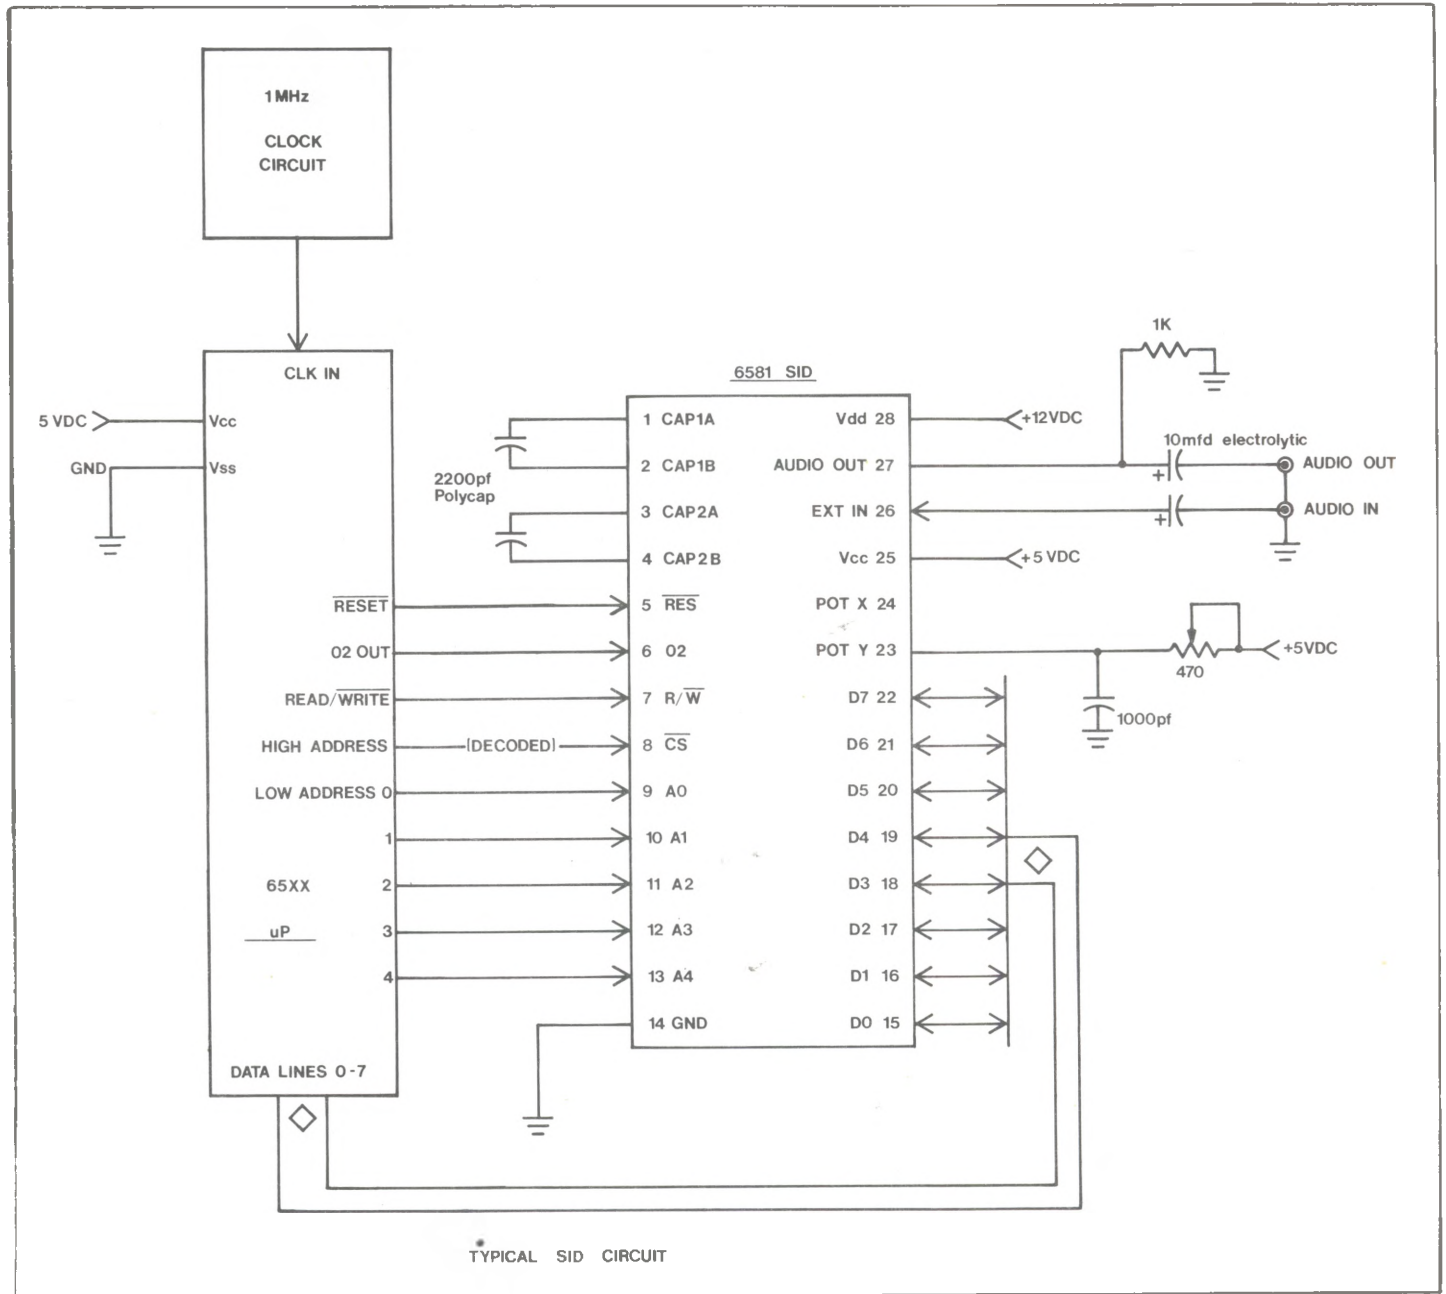 1MHz
CLOCK
CIRCUIT
CLK IN
5 VDC
Vcc
GND
Vss
RESET
02 OUT
READ/WRITE
HIGH ADDRESS
(DECODED)
LOW ADDRESS 0
1
2
3
4
65XX
uP
DATA LINES 0-7
2200pf
Polycap
6581 SID
1 CAP1A
2 CAP1B
3 CAP2A
4 CAP2B
5 RES
6 02
7 R/W
8 CS
9 A0
10 A1
11 A2
12 A3
13 A4
14 GND
Vdd 28
AUDIO OUT 27
EXT IN 26
Vcc 25
POT X 24
POT Y 23
D7 22
D6 21
D5 20
D4 19
D3 18
D2 17
D1 16
D0 15
1K
+12VDC
10mfd electrolytic
+
AUDIO OUT
+
AUDIO IN
+5 VDC
470
+5VDC
1000pf
TYPICAL SID CIRCUIT